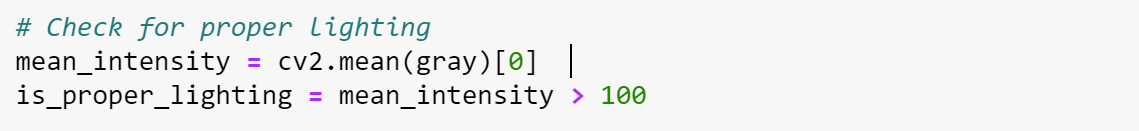 # Check for proper lighting
mean_intensity = cv2.mean(gray)[0]
is_proper_lighting = mean_intensity > 100